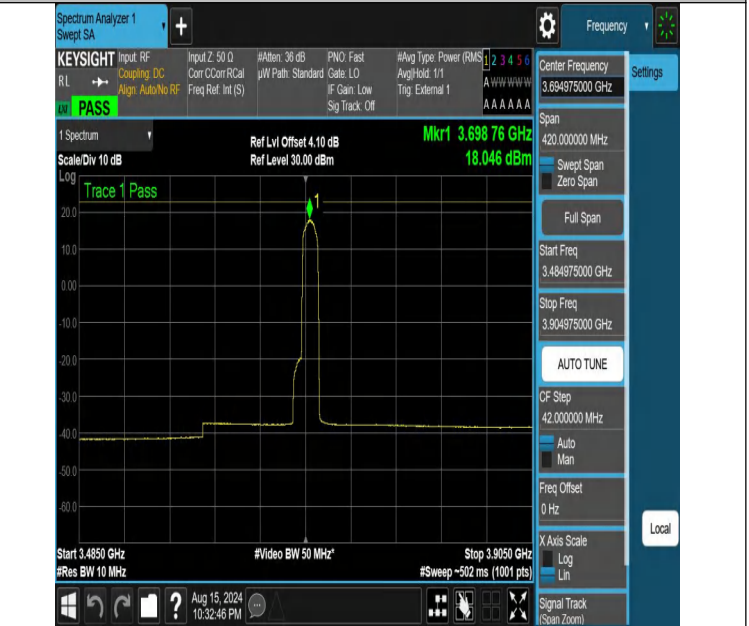 Spectrum Analyzer 1
Swept SA
+
Frequency
KEYSIGHT
RL
LXI
PASS
Input: RF
Coupling: DC
Align: Auto/No RF
Input Z: 50 Ω
Corr CCorr RCal
Freq Ref: Int (S)
#Atten: 36 dB
µW Path: Standard
PNO: Fast
Gate: LO
IF Gain: Low
Sig Track: Off
#Avg Type: Power (RMS
Avg|Hold: 1/1
Trig: External 1
1 2 3 4 5 6
A W W W W W
A A A A A A
1 Spectrum
Scale/Div 10 dB
Ref Lvl Offset 4.10 dB
Ref Level 30.00 dBm
Mkr1 3.698 76 GHz
18.046 dBm
Log
Trace 1 Pass
1
20.0
10.0
0.00
-10.0
-20.0
-30.0
-40.0
-50.0
-60.0
Start 3.4850 GHz
#Res BW 10 MHz
#Video BW 50 MHz*
Stop 3.9050 GHz
#Sweep ~502 ms (1001 pts)
Aug 15, 2024
10:32:46 PM
Center Frequency
3.694975000 GHz
Span
420.000000 MHz
Swept Span
Zero Span
Full Span
Start Freq
3.484975000 GHz
Stop Freq
3.904975000 GHz
AUTO TUNE
CF Step
42.000000 MHz
Auto
Man
Freq Offset
0 Hz
X Axis Scale
Log
Lin
Signal Track
(Span Zoom)
Settings
Local